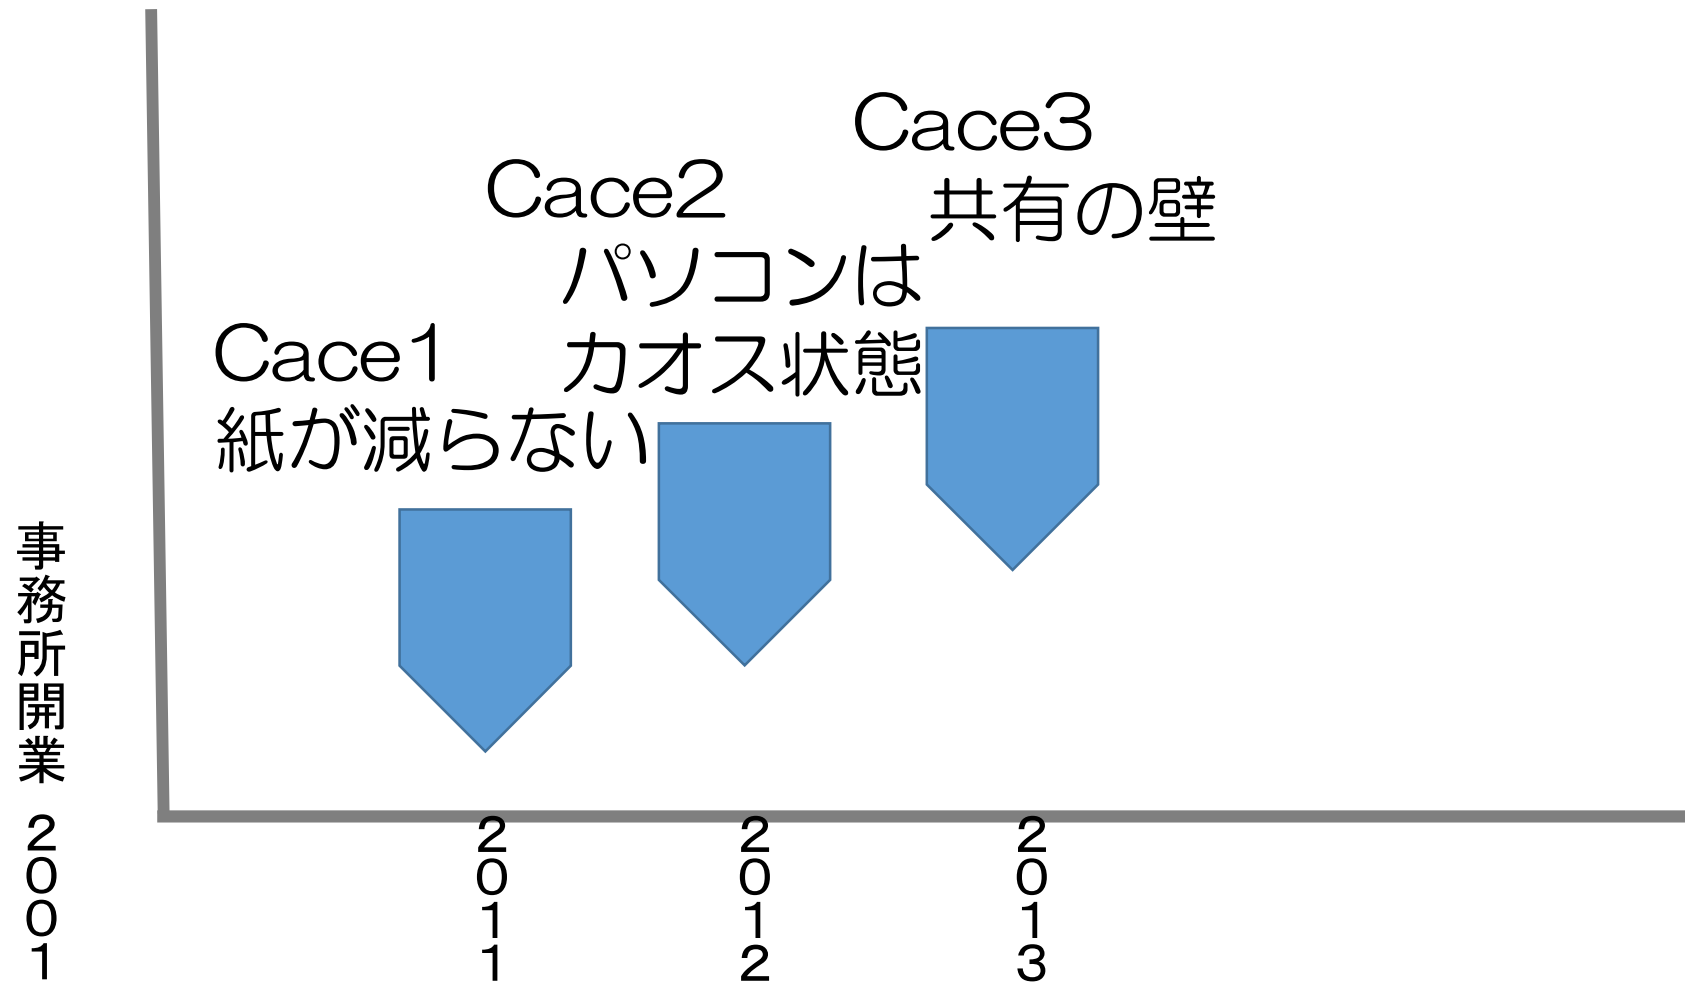 Cace3
共有の壁
Cace2
パソコンは
カオス状態
Cace1
紙が減らない
事務所開業 2001
2011
2012
2013